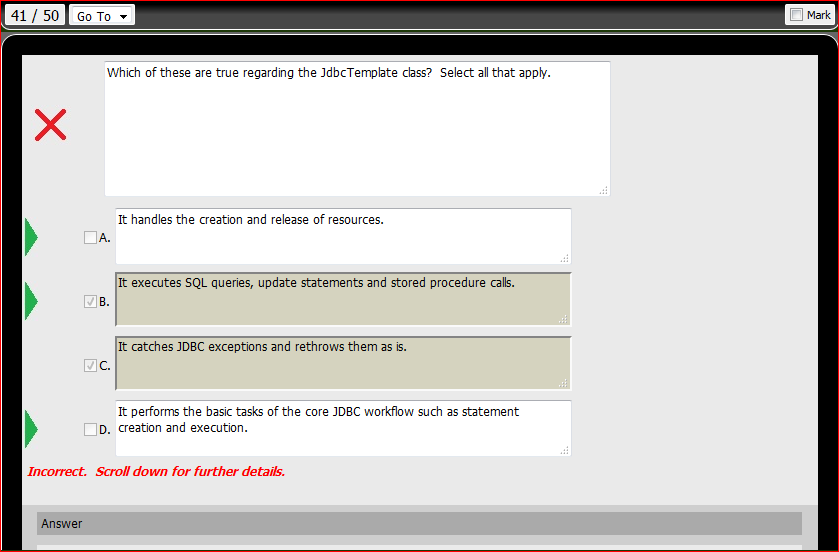 41 / 50 Go To Mark
Which of these are true regarding the JdbcTemplate class?  Select all that apply.
A. It handles the creation and release of resources.
B. It executes SQL queries, update statements and stored procedure calls.
C. It catches JDBC exceptions and rethrows them as is.
D. It performs the basic tasks of the core JDBC workflow such as statement
creation and execution.
Incorrect.  Scroll down for further details.
Answer